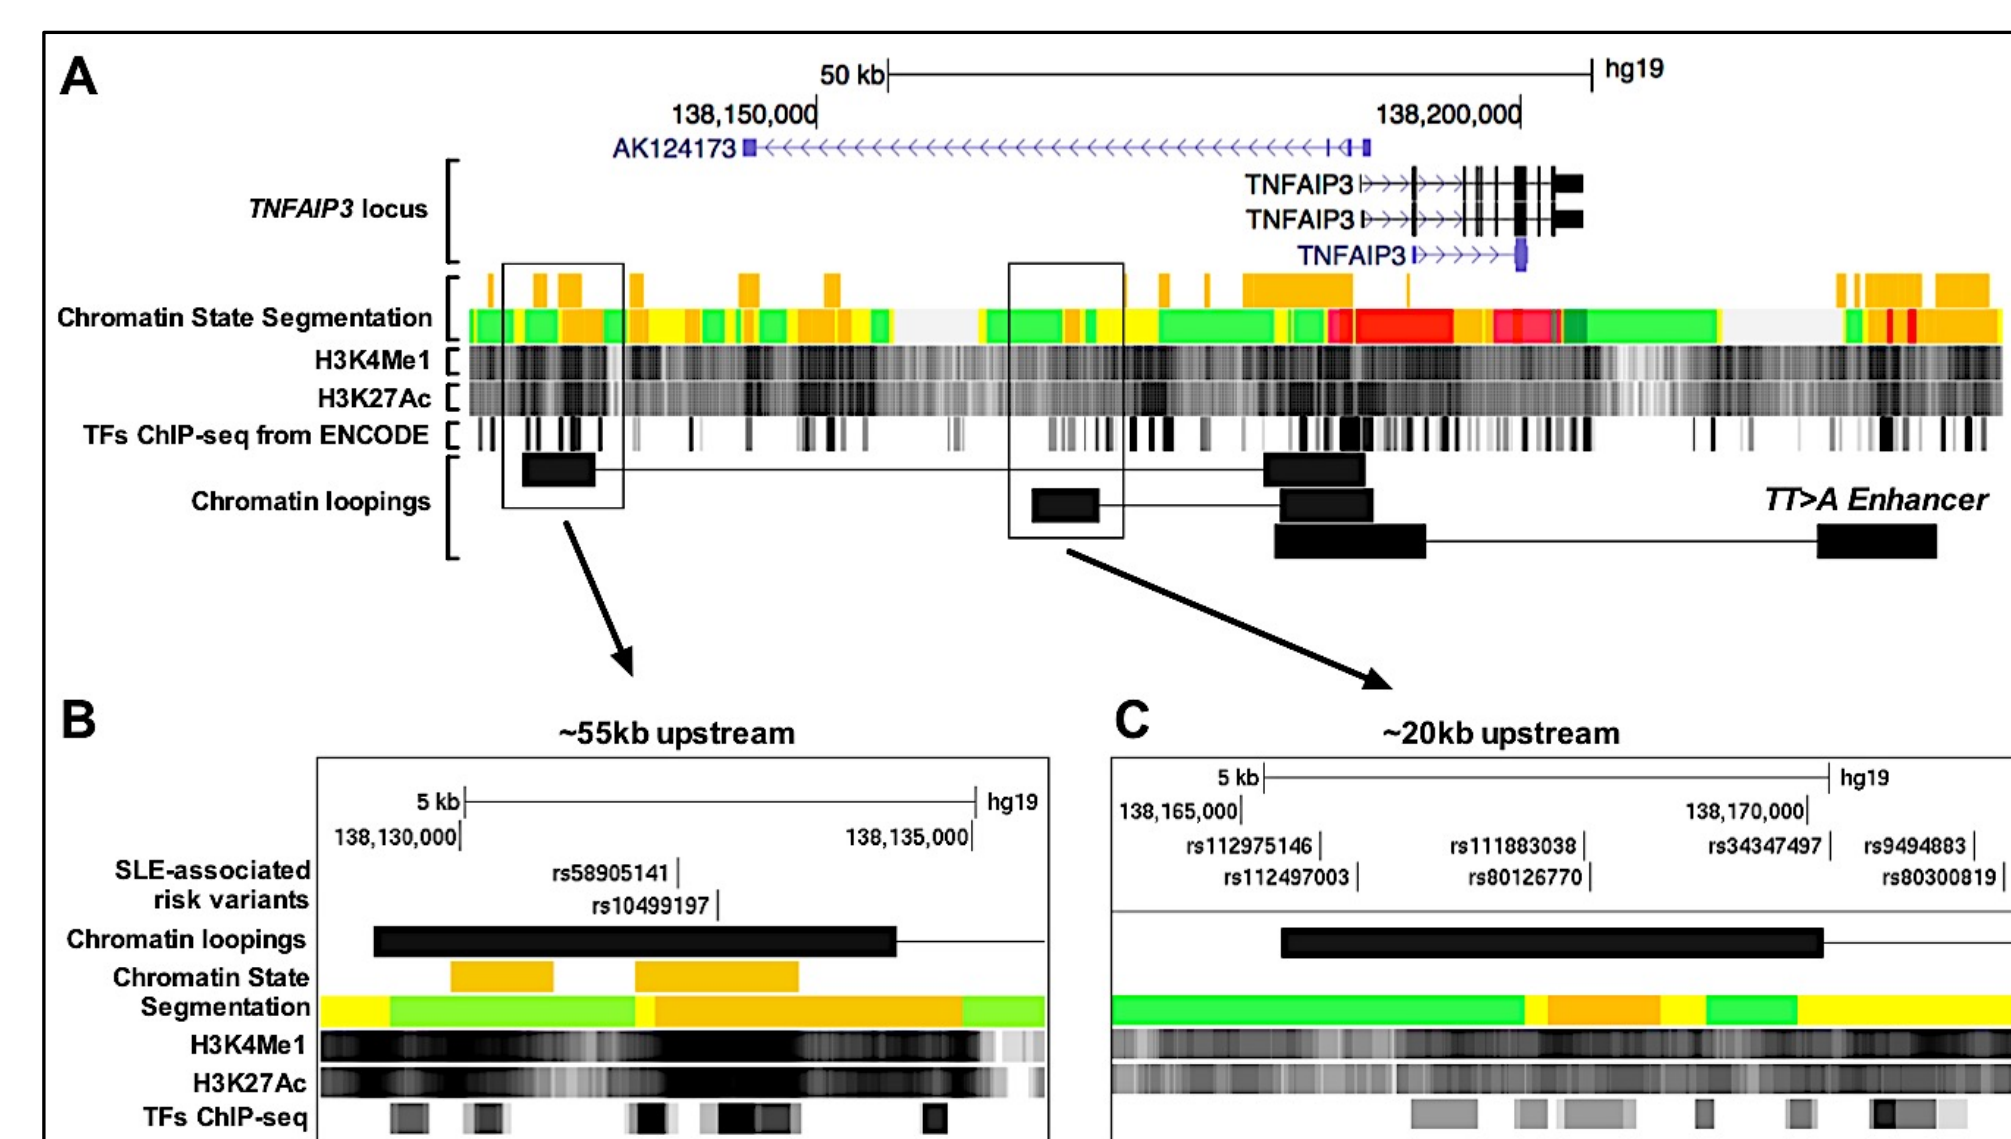 A
50 kb hg19
138,150,000 138,200,000
AK124173
TNFAIP3
TNFAIP3 locus
TNFAIP3
TNFAIP3
Chromatin State Segmentation
H3K4Me1
H3K27Ac
TFs ChIP-seq from ENCODE
Chromatin loopings
TT>A Enhancer
B
~55kb upstream
5 kb hg19
138,130,000 138,135,000
SLE-associated
risk variants
rs58905141
rs10499197
Chromatin loopings
Chromatin State
Segmentation
H3K4Me1
H3K27Ac
TFs ChIP-seq
C
~20kb upstream
5 kb hg19
138,165,000 138,170,000
rs112975146 rs111883038 rs34347497 rs9494883
rs112497003 rs80126770 rs80300819